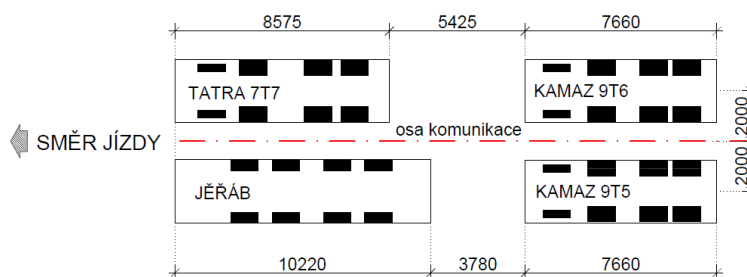 8575 5425 7660
TATRA 7T7 KAMAZ 9T6
2000
osa komunikace
SMĚR JÍZDY
2000
JĚŘÁB KAMAZ 9T5
10220 3780 7660